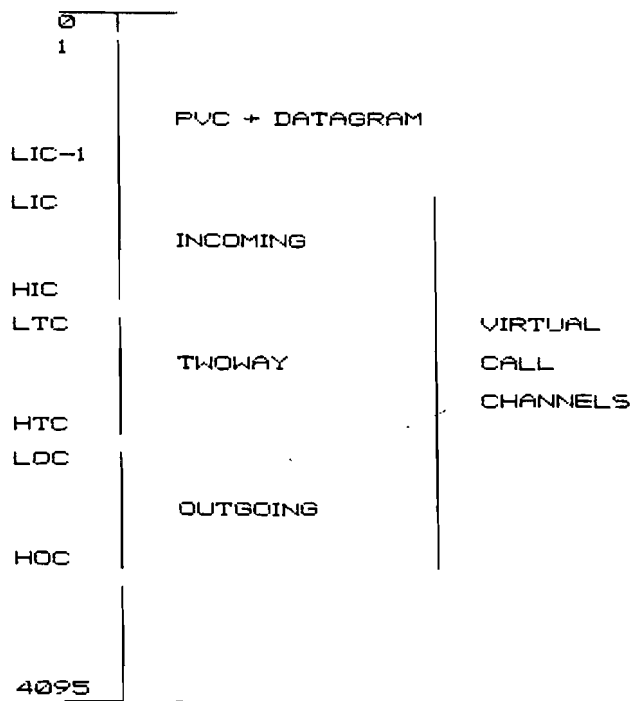 0
1
PVC + DATAGRAM
LIC-1
LIC
INCOMING
HIC
LTC
VIRTUAL
TWOWAY
CALL
CHANNELS
HTC
LOC
OUTGOING
HOC
4095